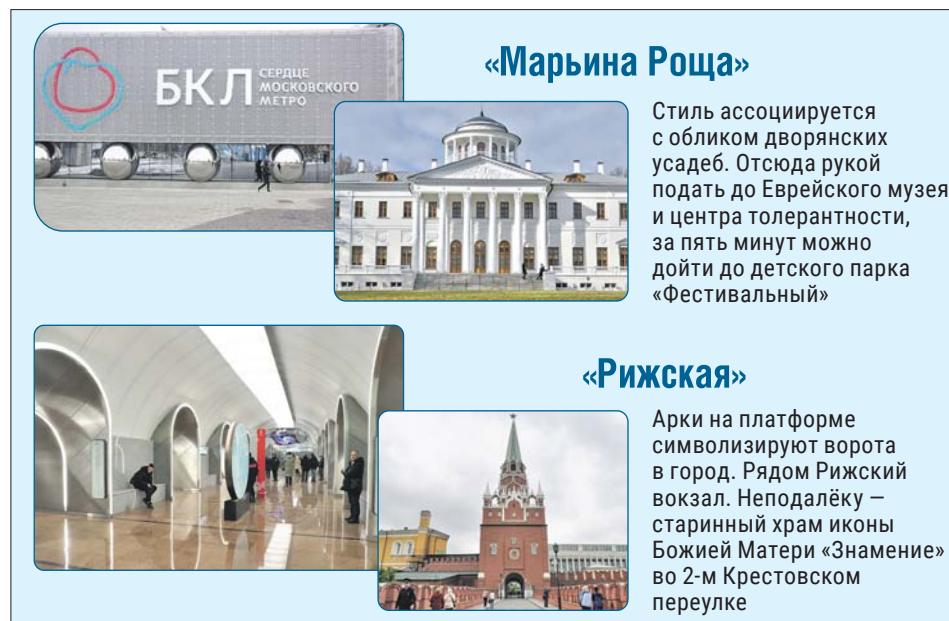 БКЛ
СЕРДЦЕ
МОСКОВСКОГО
МЕТРО
«Марьина Роща»
Стиль ассоциируется
с обликом дворянских
усадеб. Отсюда рукой
подать до Еврейского музея
и центра толерантности,
за пять минут можно
дойти до детского парка
«Фестивальный»
«Рижская»
Арки на платформе
символизируют ворота
в город. Рядом Рижский
вокзал. Неподалёку —
старинный храм иконы
Божией Матери «Знамение»
во 2-м Крестовском
переулке